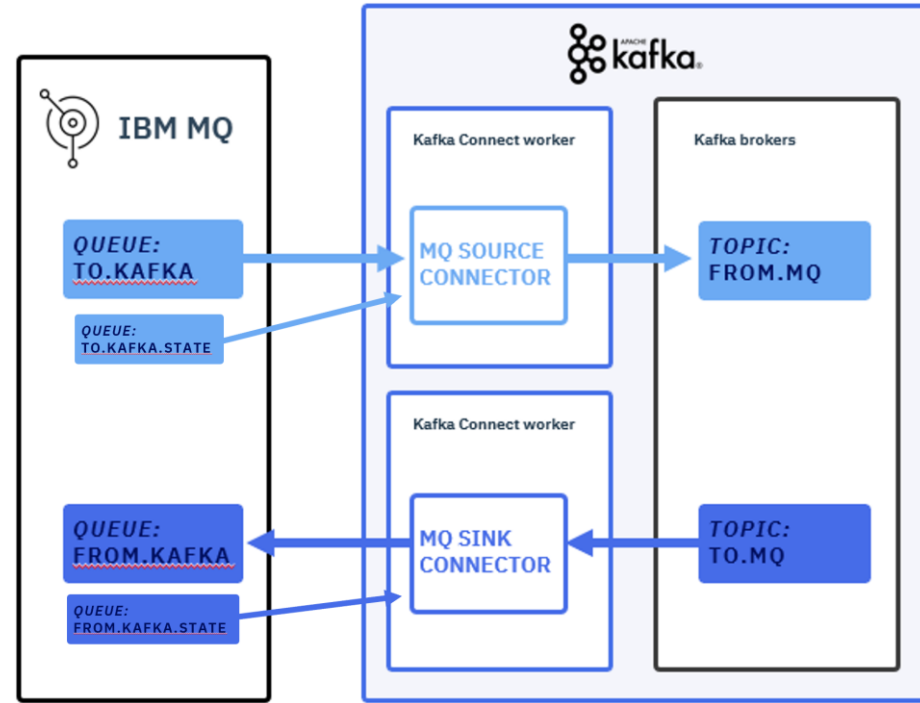 APACHE
kafka®
IBM MQ
Kafka Connect worker
Kafka brokers
QUEUE:
TO.KAFKA
MQ SOURCE
CONNECTOR
TOPIC:
FROM.MQ
QUEUE:
TO.KAFKA.STATE
Kafka Connect worker
QUEUE:
FROM.KAFKA
MQ SINK
CONNECTOR
TOPIC:
TO.MQ
QUEUE:
FROM.KAFKA.STATE